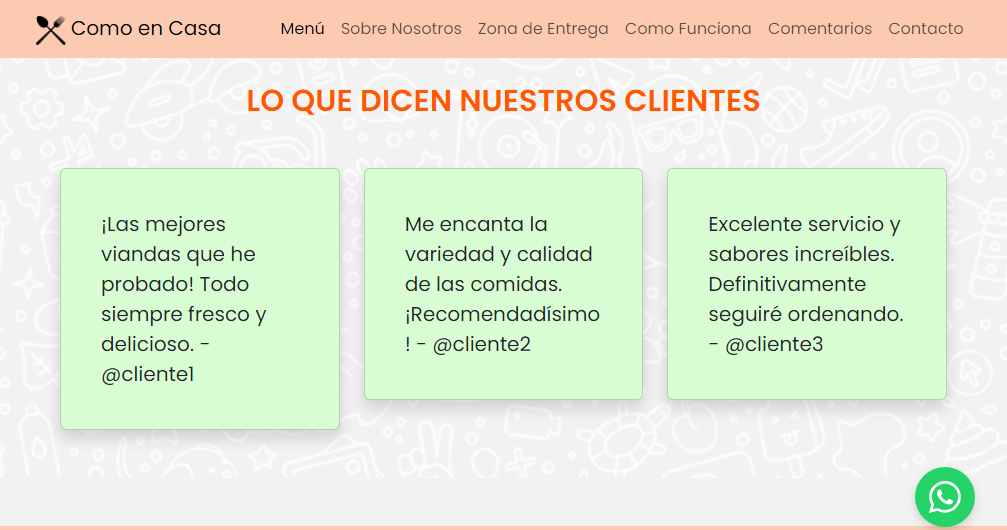 Como en Casa
Menú Sobre Nosotros Zona de Entrega Como Funciona Comentarios Contacto
LO QUE DICEN NUESTROS CLIENTES
¡Las mejores
viandas que he
probado! Todo
siempre fresco y
delicioso. -
@cliente1
Me encanta la
variedad y calidad
de las comidas.
¡Recomendadísimo
! - @cliente2
Excelente servicio y
sabores increíbles.
Definitivamente
seguiré ordenando.
- @cliente3